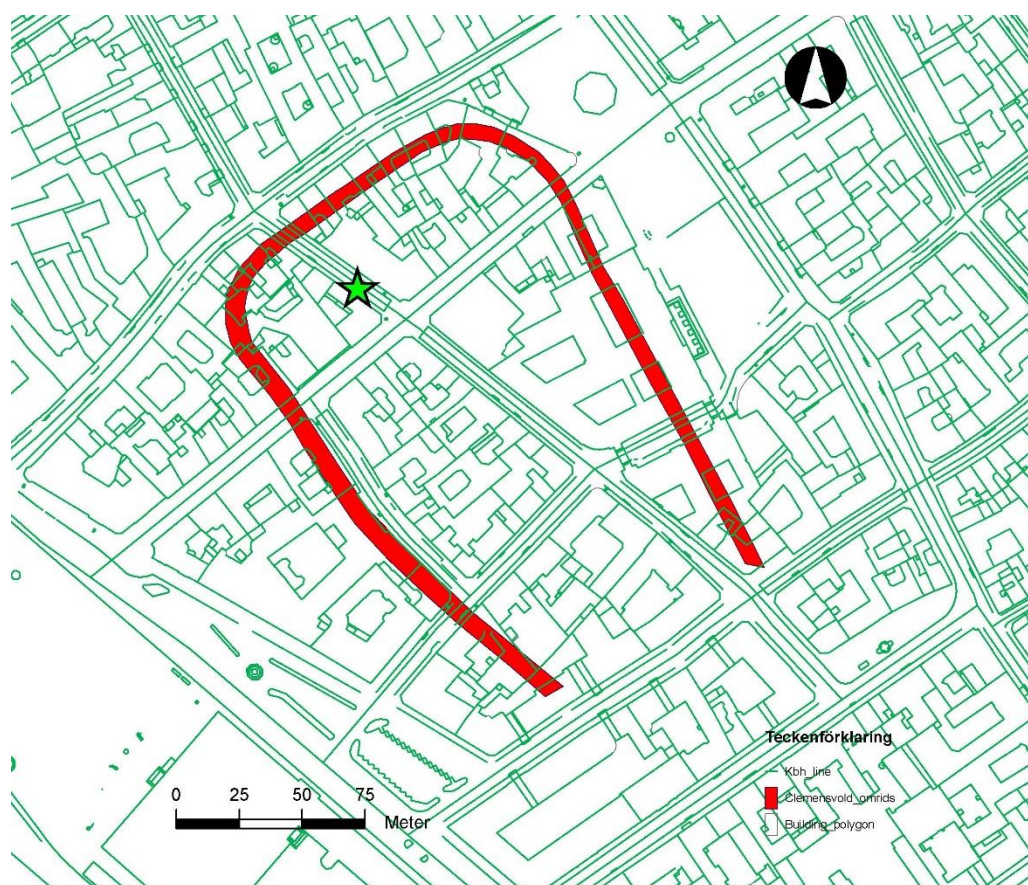 Teckenförklaring
Kbh_line
Clemensvold_omrids
Building_polygon
0 25 50 75
Meter